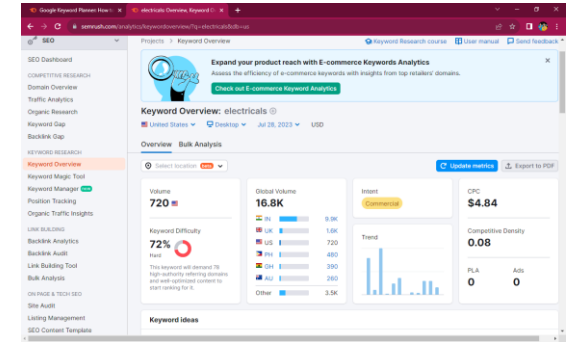 Google Keyword Planner: How to
electricals: Overview, Keyword O
semrush.com/analytics/keywordoverview/?q=electricals&db=us
SEO
Projects > Keyword Overview
Keyword Research course
User manual
Send feedback
SEO Dashboard
COMPETITIVE RESEARCH
Domain Overview
Traffic Analytics
Organic Research
Keyword Gap
Backlink Gap
KEYWORD RESEARCH
Keyword Overview
Keyword Magic Tool
Keyword Manager
Position Tracking
Organic Traffic Insights
LINK BUILDING
Backlink Analytics
Backlink Audit
Link Building Tool
Bulk Analysis
ON PAGE & TECH SEO
Site Audit
Listing Management
SEO Content Template
Expand your product reach with E-commerce Keywords Analytics
Assess the efficiency of e-commerce keywords with insights from top retailers' domains.
Check out E-commerce Keyword Analytics
Keyword Overview: electricals
United States
Desktop
Jul 28, 2023
USD
Overview Bulk Analysis
Select location
Update metrics
Export to PDF
Volume
720
Keyword Difficulty
72%
Hard
This keyword will demand 78
high-authority referring domains
and well-optimized content to
start ranking for it.
Global Volume
16.8K
IN 9.9K
UK 1.6K
US 720
PH 480
GH 390
AU 260
Other 3.5K
Intent
Commercial
Trend
CPC
$4.84
Competitive Density
0.08
PLA Ads
0 0
Keyword ideas